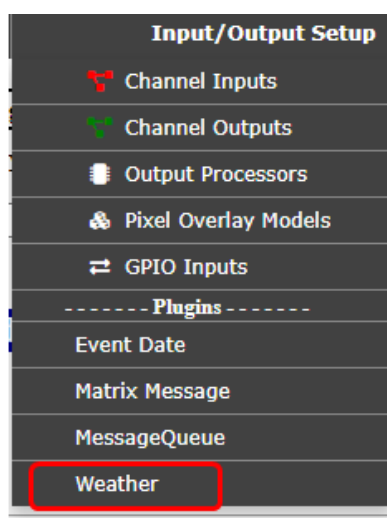 Input/Output Setup
Channel Inputs
Channel Outputs
Output Processors
Pixel Overlay Models
GPIO Inputs
------- Plugins -------
Event Date
Matrix Message
MessageQueue
Weather